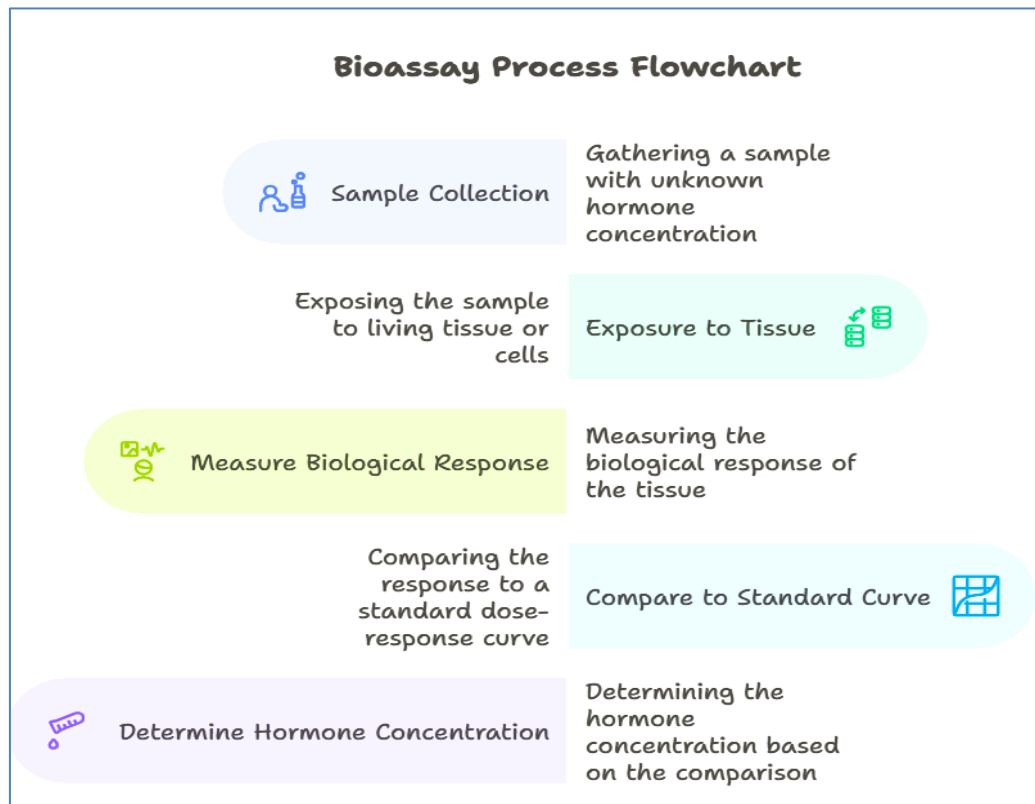 Bioassay Process Flowchart
Sample Collection
Gathering a sample
with unknown
hormone
concentration
Exposing the sample
to living tissue or
cells
Exposure to Tissue
Measure Biological Response
Measuring the
biological response of
the tissue
Comparing the
response to a
standard dose-
response curve
Compare to Standard Curve
Determine Hormone Concentration
Determining the
hormone
concentration based
on the comparison